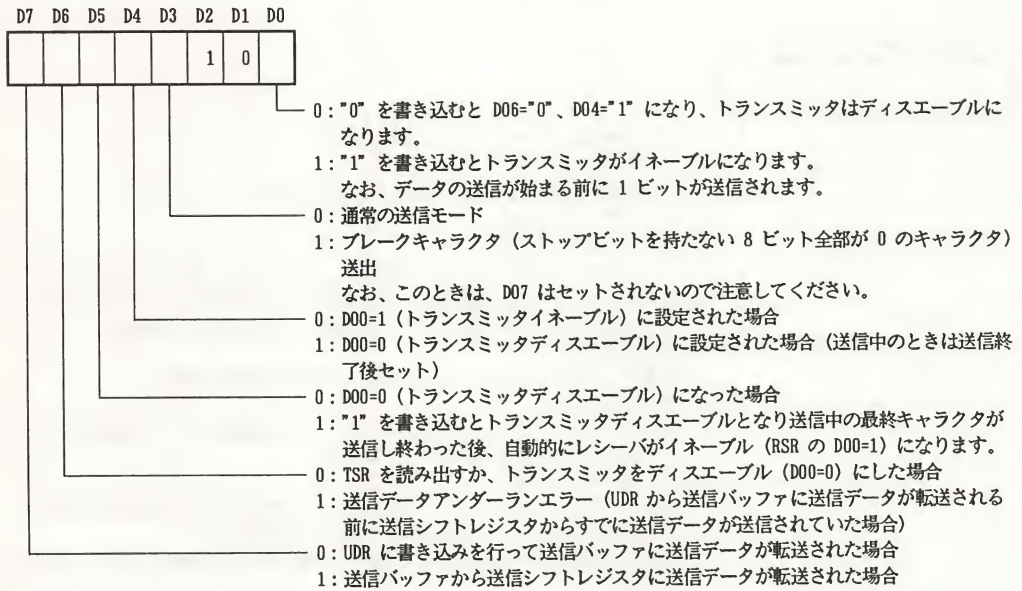 D7 D6 D5 D4 D3 D2 D1 D0
1 0
0:"0" を書き込むと D06="0"、D04="1" になり、トランスミッタはディスエーブルに
なります。
1:"1" を書き込むとトランスミッタがイネーブルになります。
なお、データの送信が始まる前に 1 ビットが送信されます。
0:通常の送信モード
1:ブレークキャラクタ(ストップビットを持たない 8 ビット全部が 0 のキャラクタ)
送出
なお、このときは、D07 はセットされないので注意してください。
0:D00=1(トランスミッタイネーブル)に設定された場合
1:D00=0(トランスミッタディスエーブル)に設定された場合(送信中のときは送信終
了後セット)
0:D00=0(トランスミッタディスエーブル)になった場合
1:"1" を書き込むとトランスミッタディスエーブルとなり送信中の最終キャラクタが
送信し終わった後、自動的にレシーバがイネーブル(RSR の D00=1)になります。
0:TSR を読み出すか、トランスミッタをディスエーブル(D00=0)にした場合
1:送信データアンダーランエラー(UDR から送信バッファに送信データが転送される
前に送信シフトレジスタからすでに送信データが送信されていた場合)
0:UDR に書き込みを行って送信バッファに送信データが転送された場合
1:送信バッファから送信シフトレジスタに送信データが転送された場合